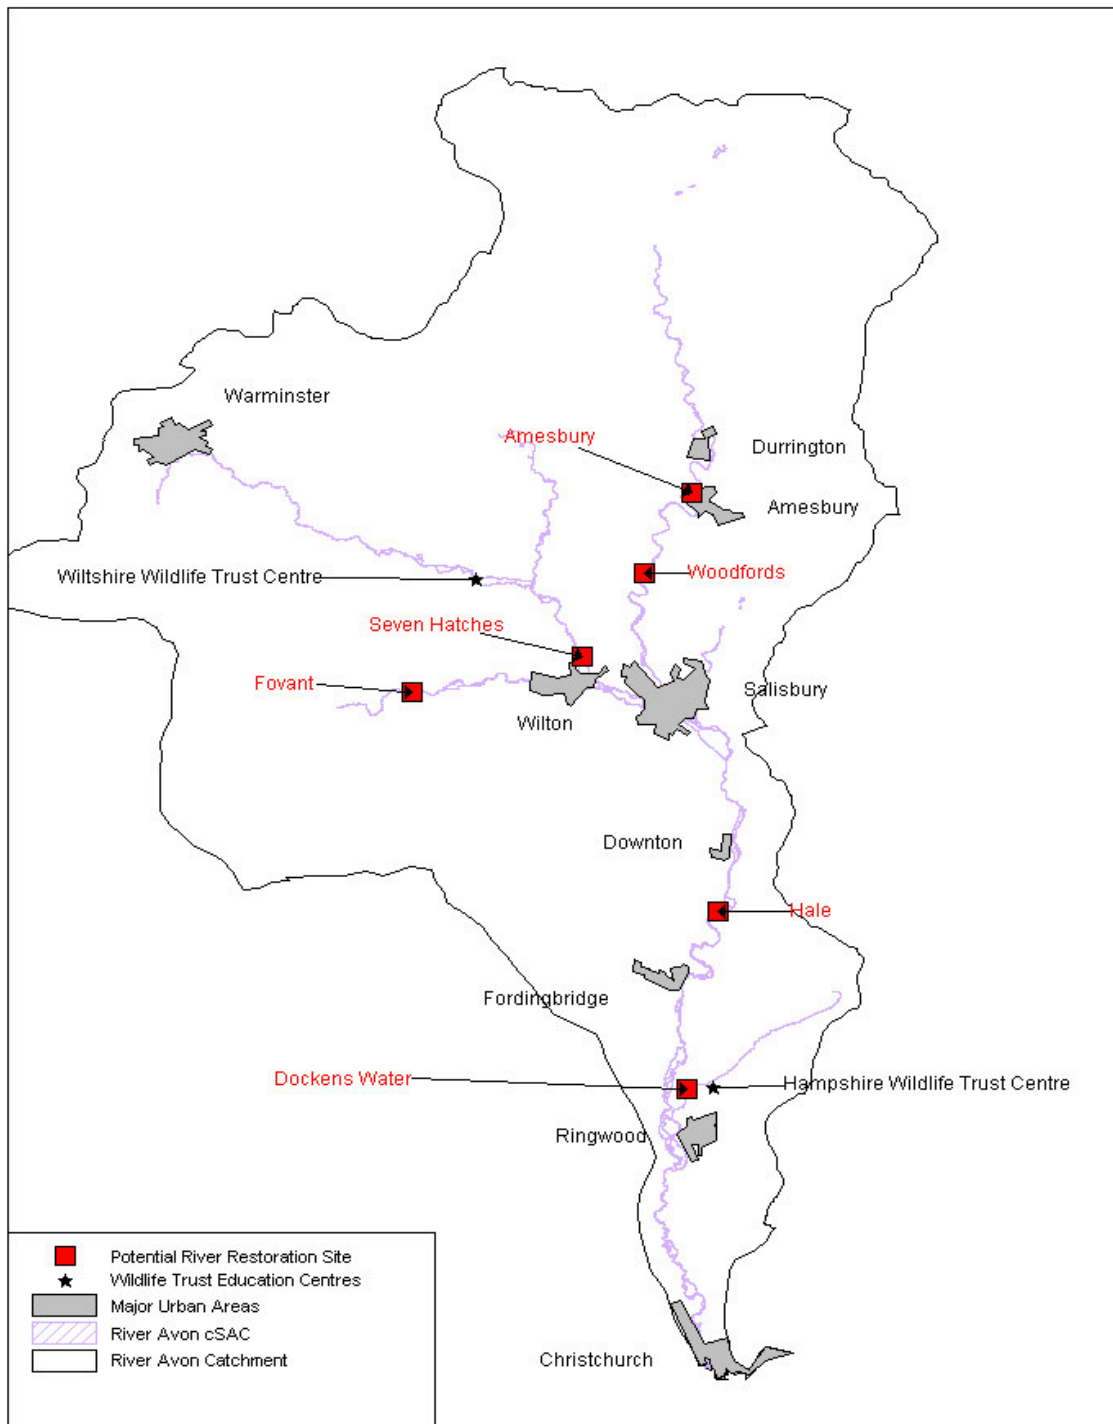 Warminster
Amesbury
Durrington
Amesbury
Wiltshire Wildlife Trust Centre
Woodfords
Seven Hatches
Fovant
Salisbury
Wilton
Downton
Hale
Fordingbridge
Dockens Water
Hampshire Wildlife Trust Centre
Ringwood
Potential River Restoration Site
Wildlife Trust Education Centres
Major Urban Areas
River Avon cSAC
River Avon Catchment
Christchurch